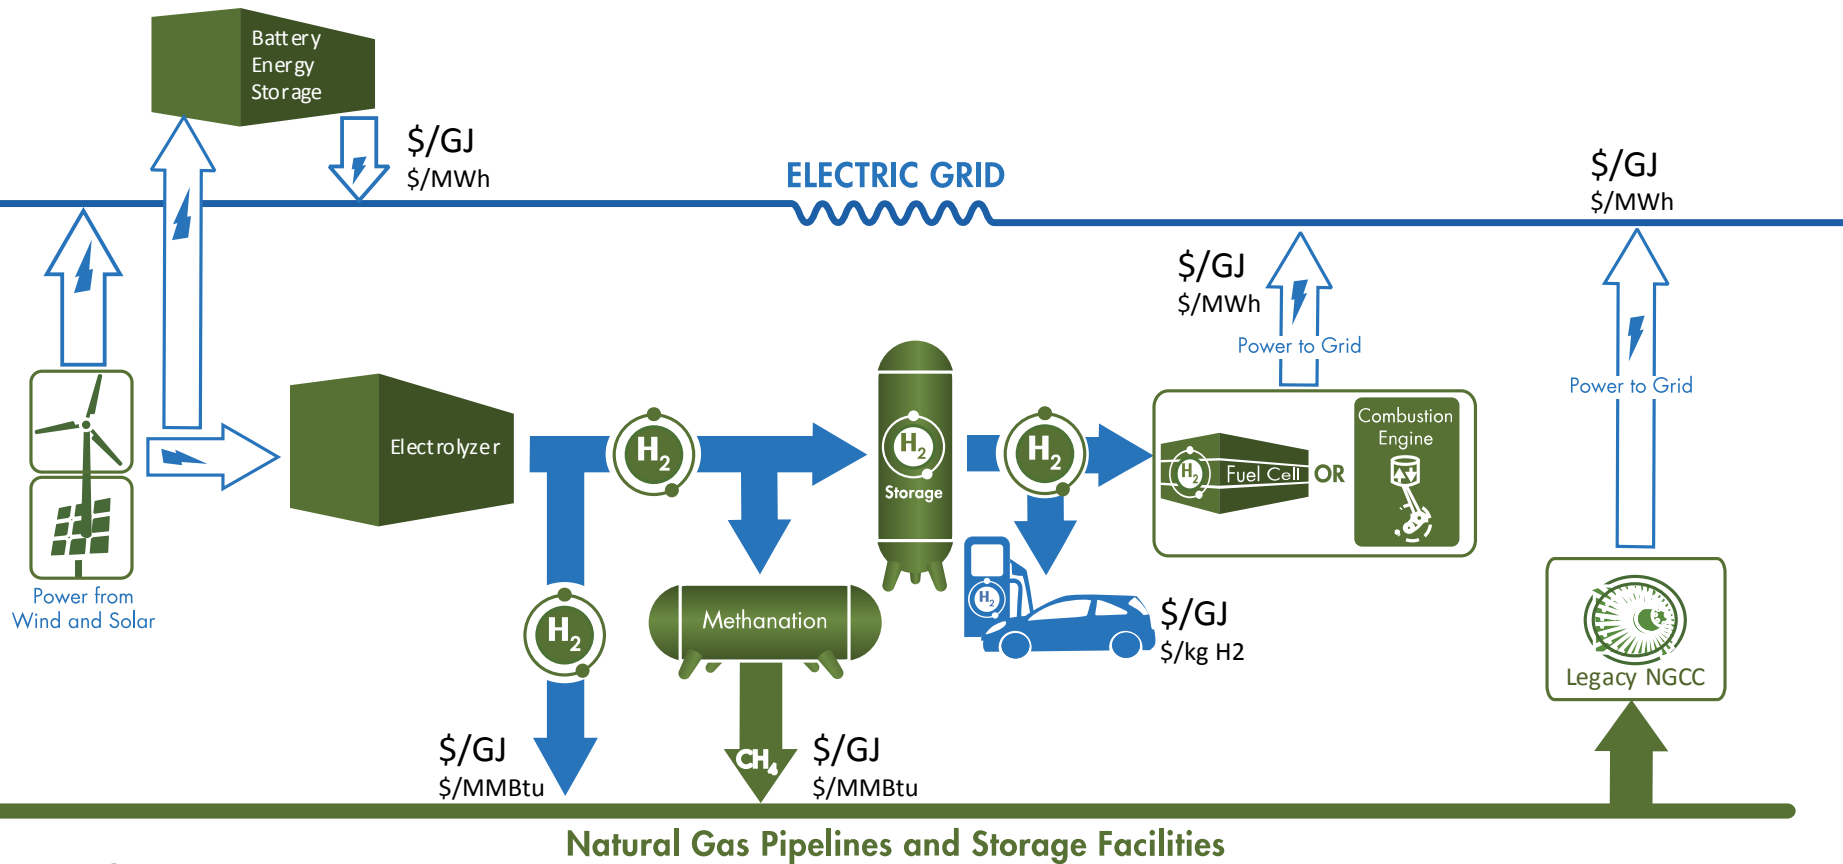 Battery
Energy
Storage
$/GJ
$/MWh
ELECTRIC GRID
$/GJ
$/MWh
$/GJ
$/MWh
Power to Grid
Power to Grid
Electrolyzer
H2
H2
Storage
H2
H2
Fuel Cell
OR
Combustion
Engine
Power from
Wind and Solar
H2
Methanation
H2
$/GJ
$/kg H2
Legacy NGCC
$/GJ
$/MMBtu
CH4
$/GJ
$/MMBtu
Natural Gas Pipelines and Storage Facilities